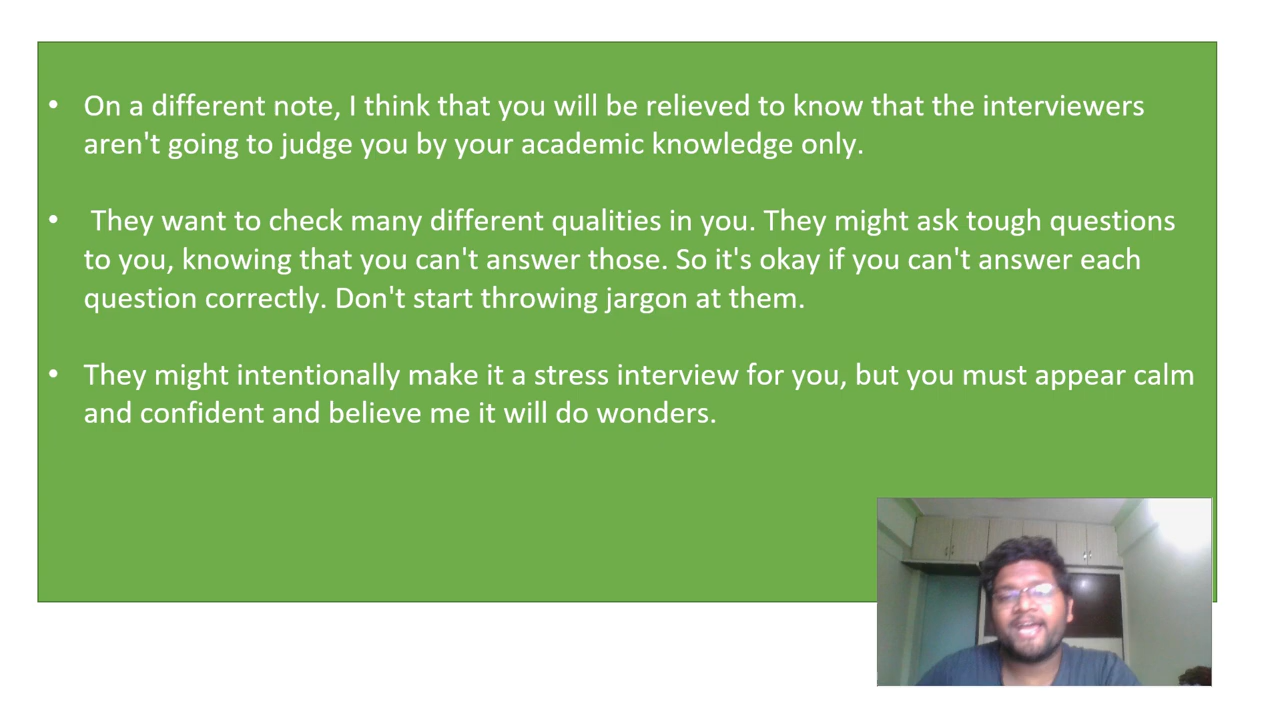 • On a different note, I think that you will be relieved to know that the interviewers
aren't going to judge you by your academic knowledge only.
• They want to check many different qualities in you. They might ask tough questions
to you, knowing that you can't answer those. So it's okay if you can't answer each
question correctly. Don't start throwing jargon at them.
• They might intentionally make it a stress interview for you, but you must appear calm
and confident and believe me it will do wonders.